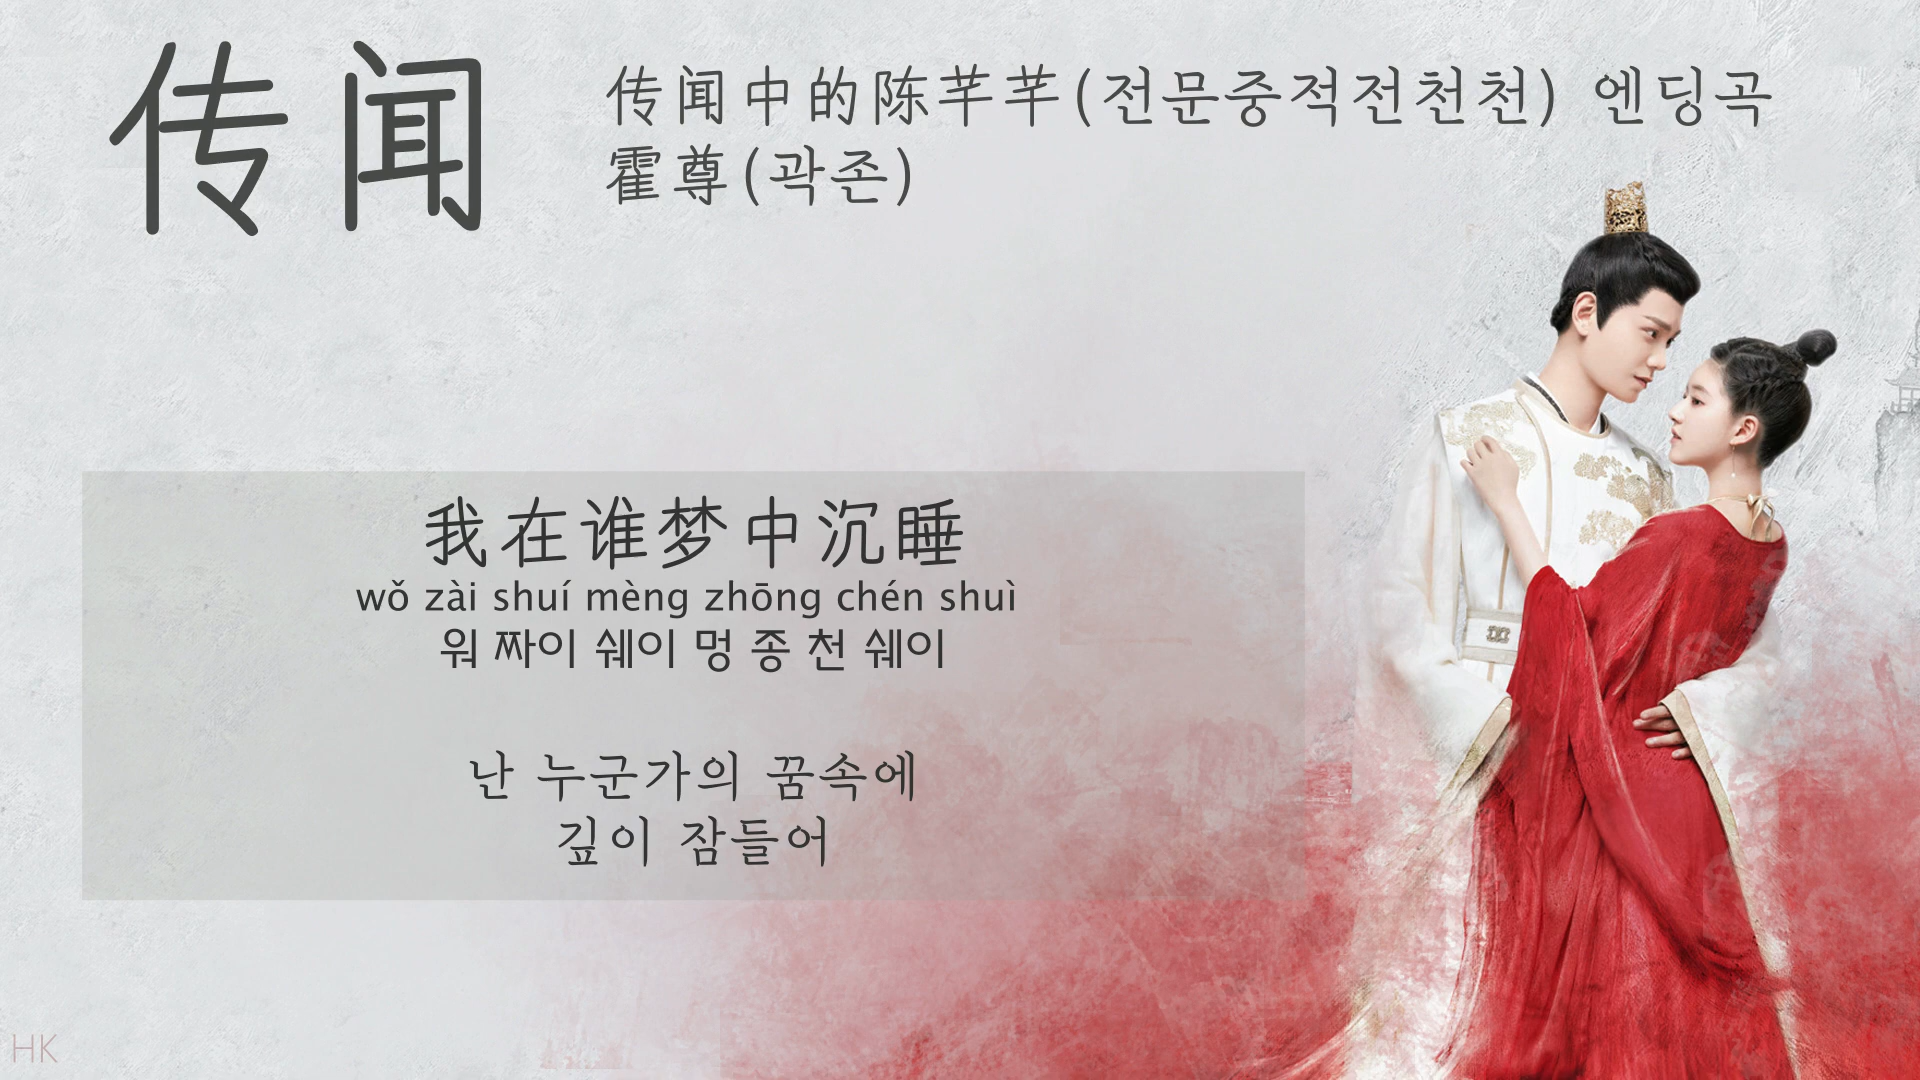 传闻
传闻中的陈芊芊(전문중적전천천) 엔딩곡
霍尊(곽존)
我在谁梦中沉睡
wǒ zài shuí mèng zhōng chén shuì
워 짜이 쉐이 멍 종 천 쉐이
난 누군가의 꿈속에
깊이 잠들어
HK